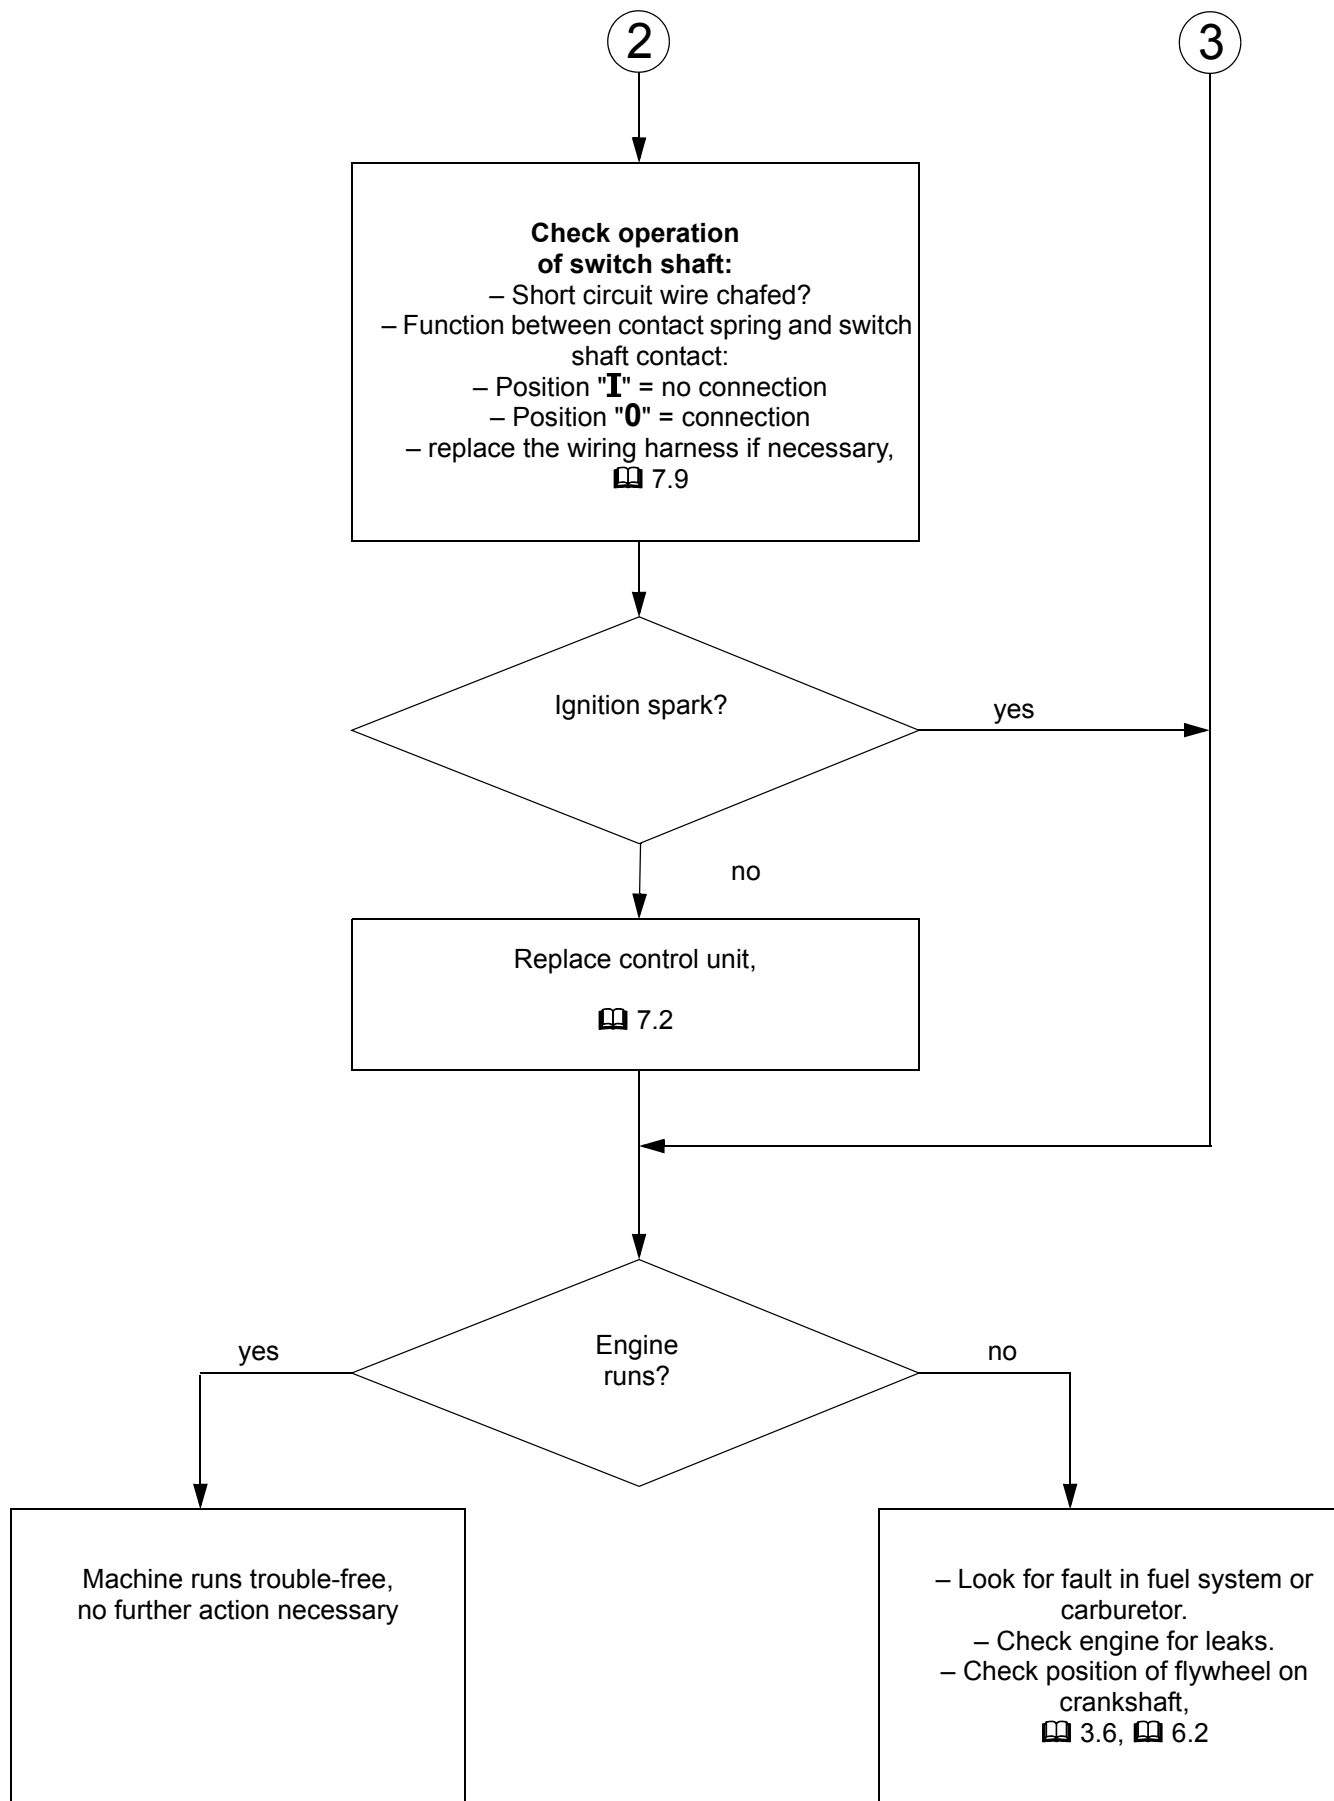 2
3
Check operation
of switch shaft:
– Short circuit wire chafed?
– Function between contact spring and switch
shaft contact:
– Position "I" = no connection
– Position "0" = connection
– replace the wiring harness if necessary,
🕮 7.9
Ignition spark?
yes
no
Replace control unit,
🕮 7.2
yes
Engine
runs?
no
Machine runs trouble-free,
no further action necessary
– Look for fault in fuel system or
carburetor.
– Check engine for leaks.
– Check position of flywheel on
crankshaft,
🕮 3.6, 🕮 6.2